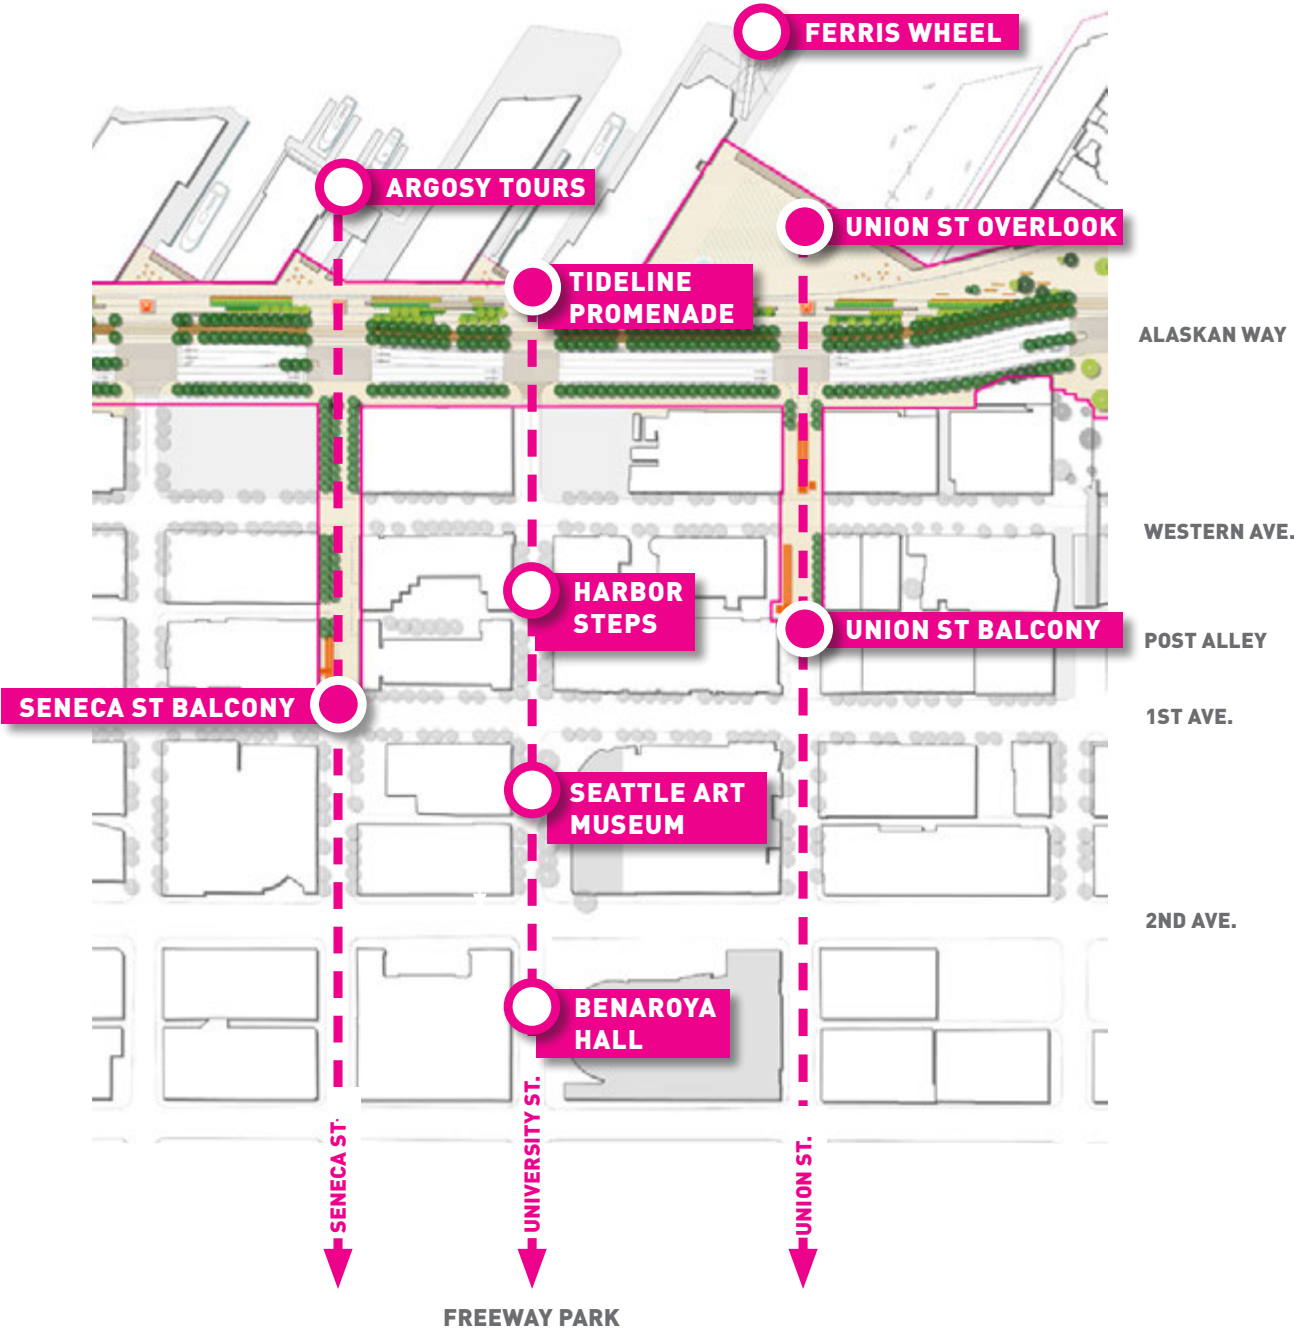 FERRIS WHEEL
ARGOSY TOURS
UNION ST OVERLOOK
TIDELINE
PROMENADE
ALASKAN WAY
WESTERN AVE.
HARBOR
STEPS
UNION ST BALCONY
POST ALLEY
SENECA ST BALCONY
1ST AVE.
SEATTLE ART
MUSEUM
2ND AVE.
BENAROYA
HALL
SENECA ST.
UNIVERSITY ST.
UNION ST.
FREEWAY PARK